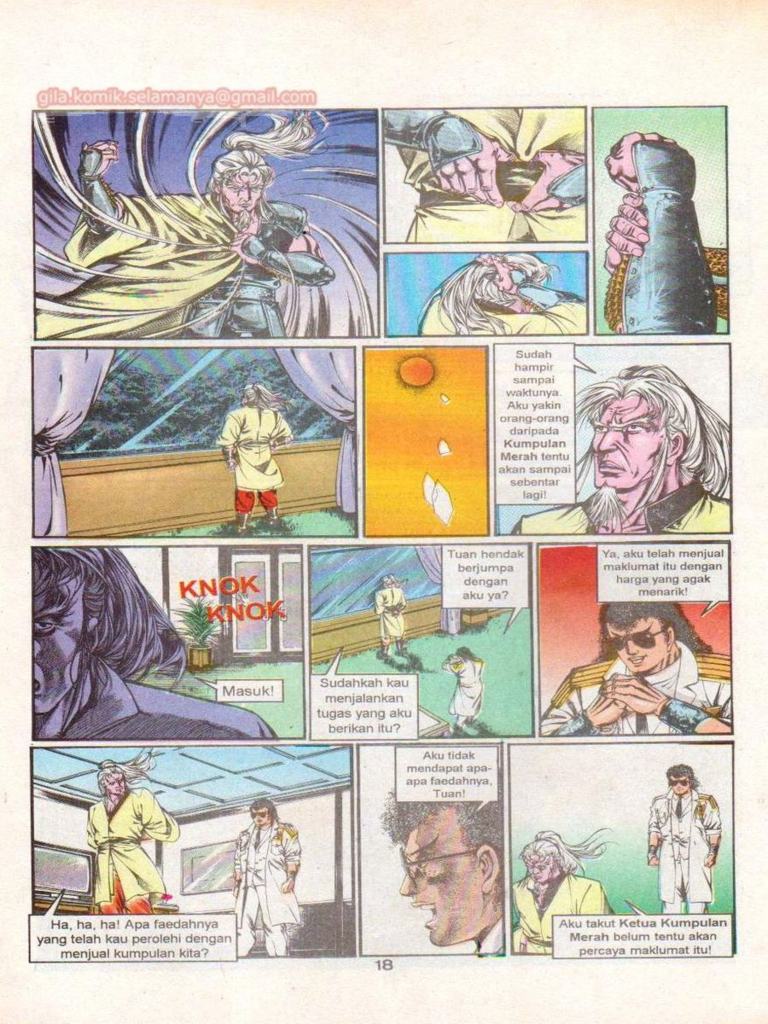 gila.komik.selamanya@gmail.com
Sudah
hampir
sampai
waktunya.
Aku yakin
orang-orang
daripada
Kumpulan
Merah tentu
akan sampai
sebentar
lagi!
KNOK
KNOK
Masuk!
Tuan hendak
berjumpa
dengan
aku ya?
Sudahkah kau
menjalankan
tugas yang aku
berikan itu?
Ya, aku telah menjual
maklumat itu dengan
harga yang agak
menarik!
Ha, ha, ha! Apa faedahnya
yang telah kau perolehi dengan
menjual kumpulan kita?
Aku tidak
mendapat apa-
apa faedahnya,
Tuan!
Aku takut Ketua Kumpulan
Merah belum tentu akan
percaya maklumat itu!
18